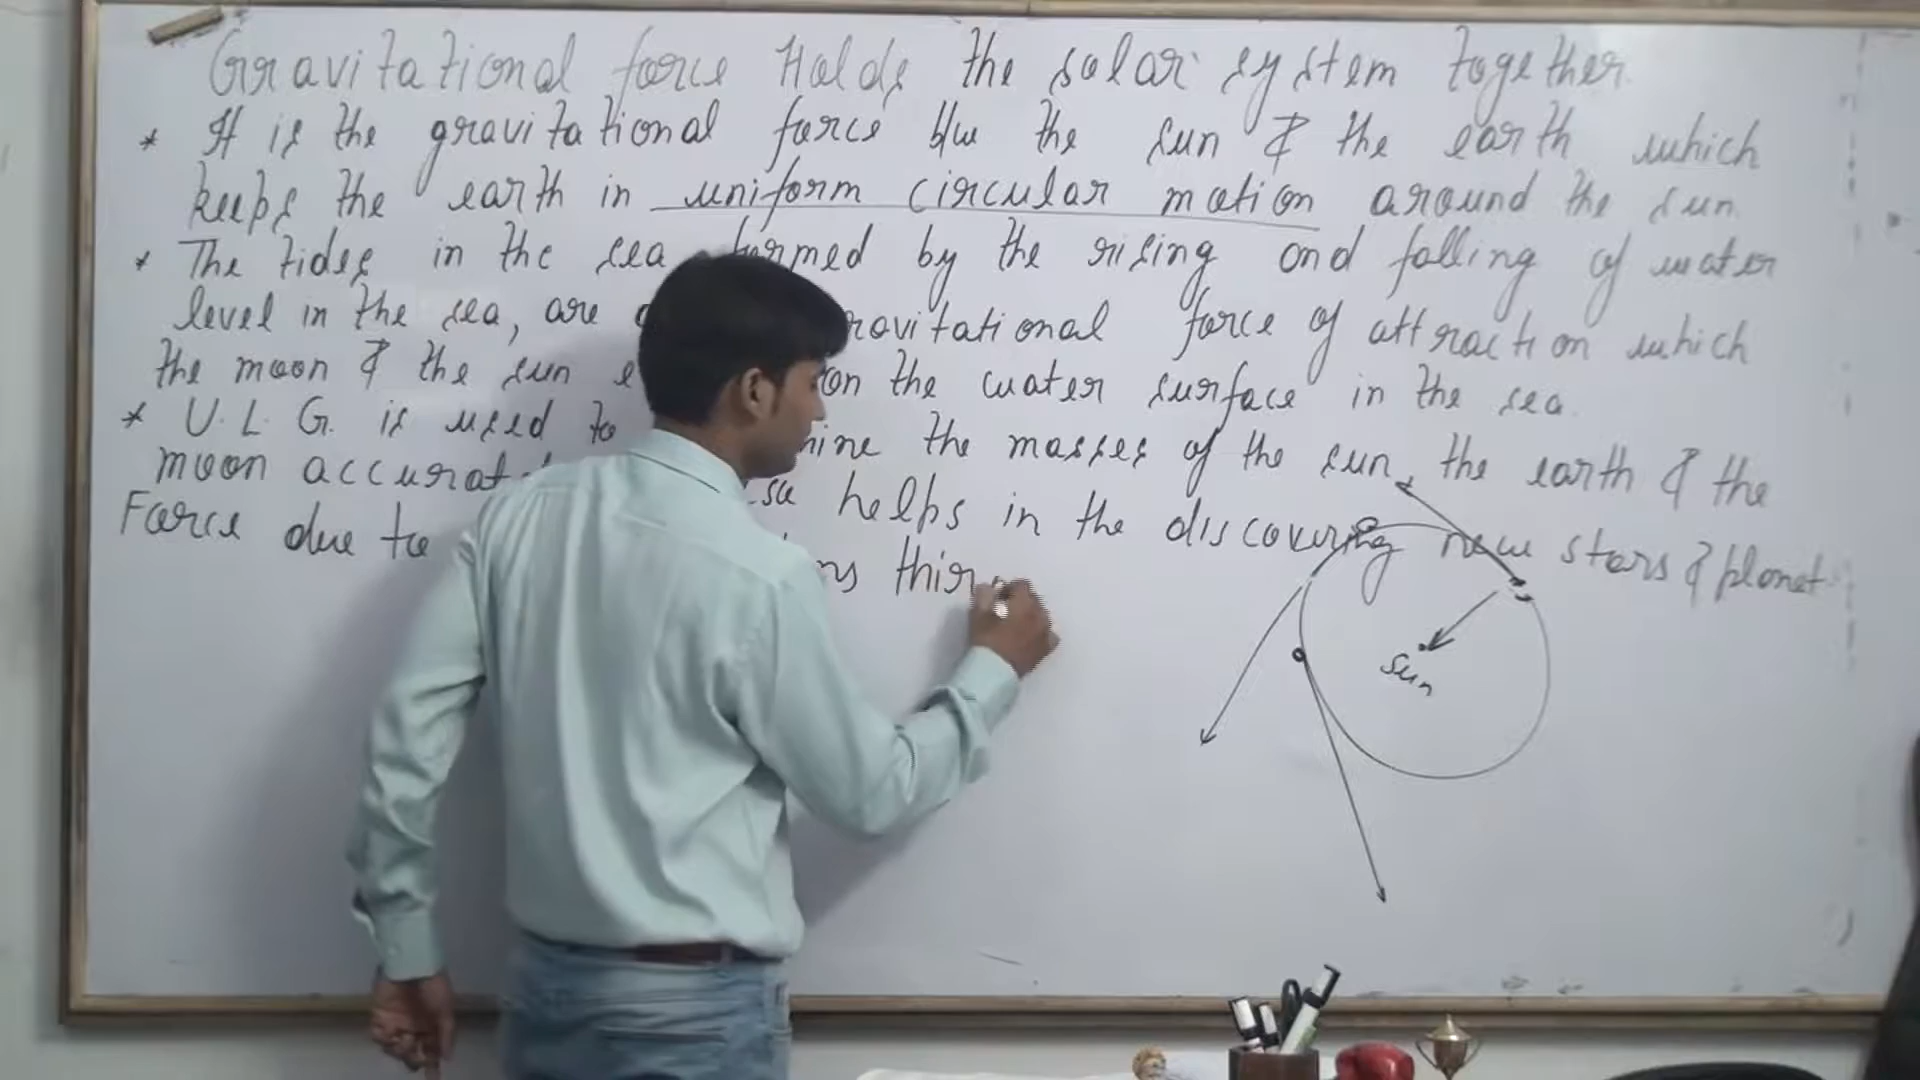 Gravitational force Holds the solar system together
* It is the gravitational force b/w the sun & the earth which
keeps the earth in uniform circular motion around the sun
* The tides in the sea formed by the rising and falling of water
level in the sea, are gravitational force of attraction which
the moon & the sun on the water surface in the sea.
* U. L. G. is used to the masses of the sun, the earth & the
moon helps in the discovering new stars & planet
Force due to
sun